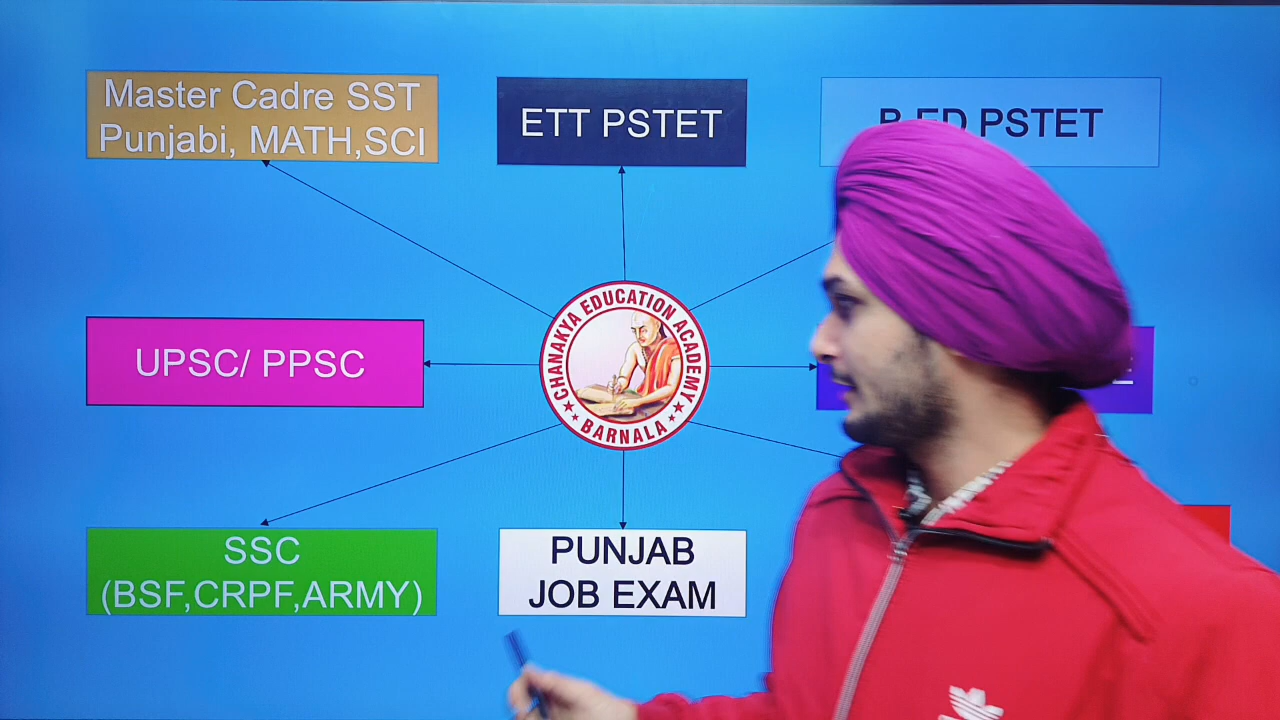 Master Cadre SST
Punjabi, MATH,SCI
ETT PSTET
PSTET
UPSC/ PPSC
CHANAKYA EDUCATION ACADEMY
BARNALA
SSC
(BSF,CRPF,ARMY)
PUNJAB
JOB EXAM